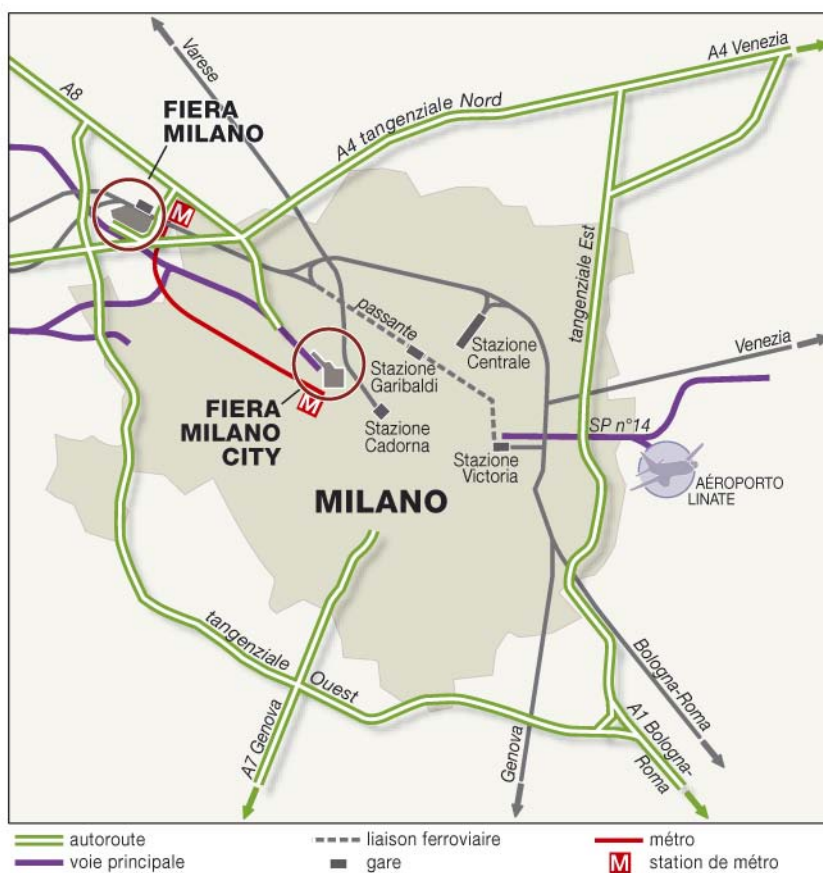 Varese
A4 Venezia
A8
FIERA
MILANO
A4 tangenziale Nord
M
tangenziale Est
passante
Stazione
Centrale
Stazione
Garibaldi
Venezia
FIERA
MILANO
CITY
M
Stazione
Cadorna
SP n°14
Stazione
Victoria
AÉROPORTO
LINATE
MILANO
tangenziale
Ouest
A7 Genova
Genova
Bologna-Roma
A1 Bologna-
Roma
autoroute
liaison ferroviaire
métro
voie principale
gare
M
station de métro